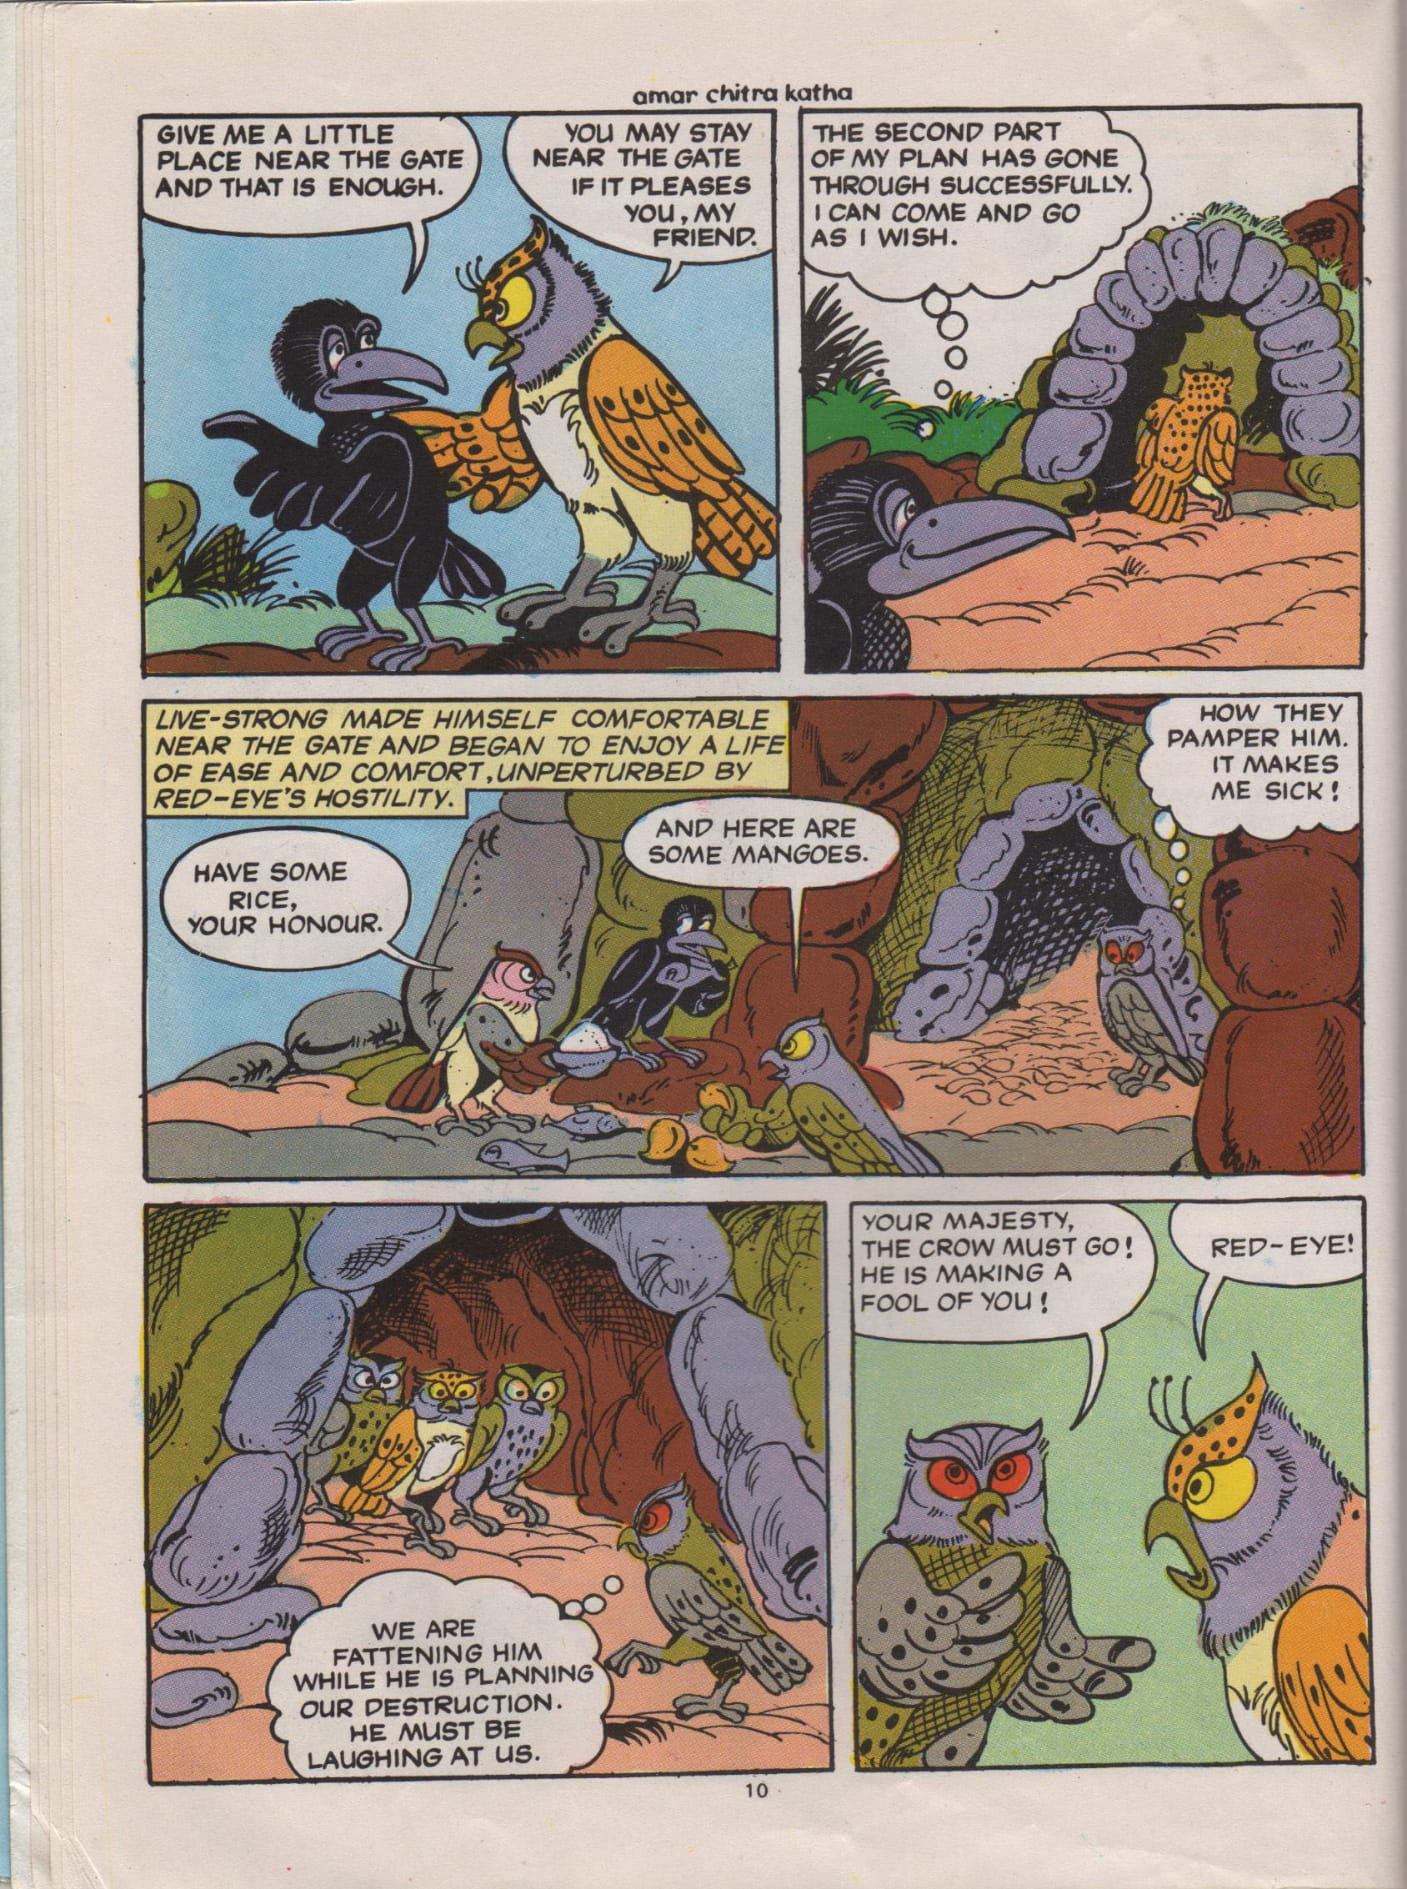 amar chitra katha
GIVE ME A LITTLE
PLACE NEAR THE GATE
AND THAT IS ENOUGH.
YOU MAY STAY
NEAR THE GATE
IF IT PLEASES
YOU, MY
FRIEND.
THE SECOND PART
OF MY PLAN HAS GONE
THROUGH SUCCESSFULLY.
I CAN COME AND GO
AS I WISH.
LIVE-STRONG MADE HIMSELF COMFORTABLE
NEAR THE GATE AND BEGAN TO ENJOY A LIFE
OF EASE AND COMFORT, UNPERTURBED BY
RED-EYE'S HOSTILITY.
HAVE SOME
RICE,
YOUR HONOUR.
AND HERE ARE
SOME MANGOES.
HOW THEY
PAMPER HIM.
IT MAKES
ME SICK!
WE ARE
FATTENING HIM
WHILE HE IS PLANNING
OUR DESTRUCTION.
HE MUST BE
LAUGHING AT US.
YOUR MAJESTY,
THE CROW MUST GO!
HE IS MAKING A
FOOL OF YOU!
RED-EYE!
10